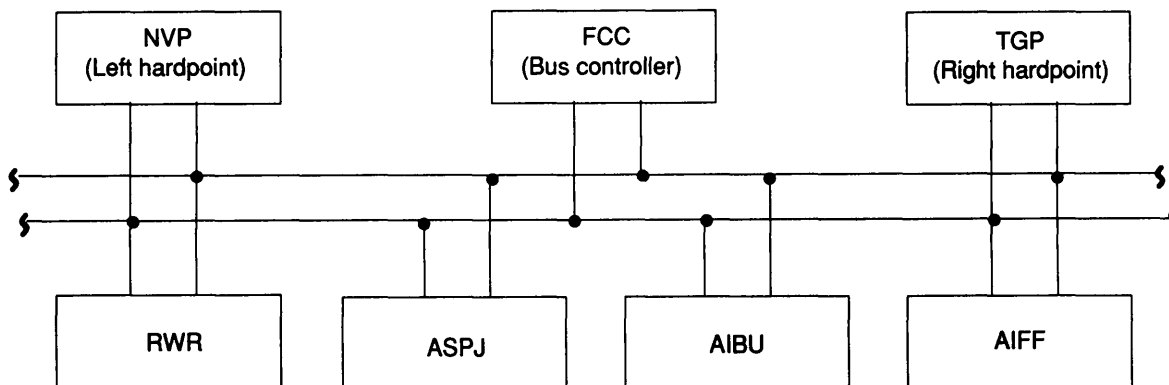 NVP
(Left hardpoint)
FCC
(Bus controller)
TGP
(Right hardpoint)
RWR
ASPJ
AIBU
AIFF